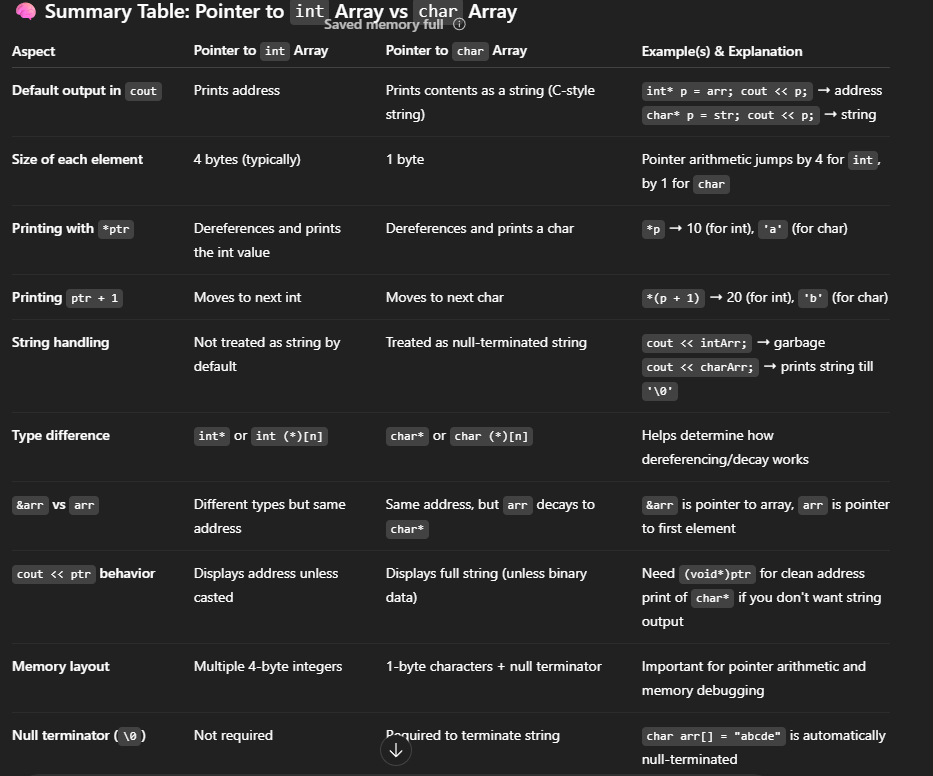 🧠 Summary Table: Pointer to int Array vs char Array
Saved memory full
Aspect
Pointer to int Array
Pointer to char Array
Example(s) & Explanation
Default output in cout
Prints address
Prints contents as a string (C-style
string)
int* p = arr; cout << p; → address
char* p = str; cout << p; → string
Size of each element
4 bytes (typically)
1 byte
Pointer arithmetic jumps by 4 for int,
by 1 for char
Printing with *ptr
Dereferences and prints
the int value
Dereferences and prints a char
*p → 10 (for int), 'a' (for char)
Printing ptr + 1
Moves to next int
Moves to next char
*(p + 1) → 20 (for int), 'b' (for char)
String handling
Not treated as string by
default
Treated as null-terminated string
cout << intArr; → garbage
cout << charArr; → prints string till
'\0'
Type difference
int* or int (*)[n]
char* or char (*)[n]
Helps determine how
dereferencing/decay works
&arr vs arr
Different types but same
address
Same address, but arr decays to
char*
&arr is pointer to array, arr is pointer
to first element
cout << ptr behavior
Displays address unless
casted
Displays full string (unless binary
data)
Need (void*)ptr for clean address
print of char* if you don't want string
output
Memory layout
Multiple 4-byte integers
1-byte characters + null terminator
Important for pointer arithmetic and
memory debugging
Null terminator (\0)
Not required
Required to terminate string
char arr[] = "abcde" is automatically
null-terminated